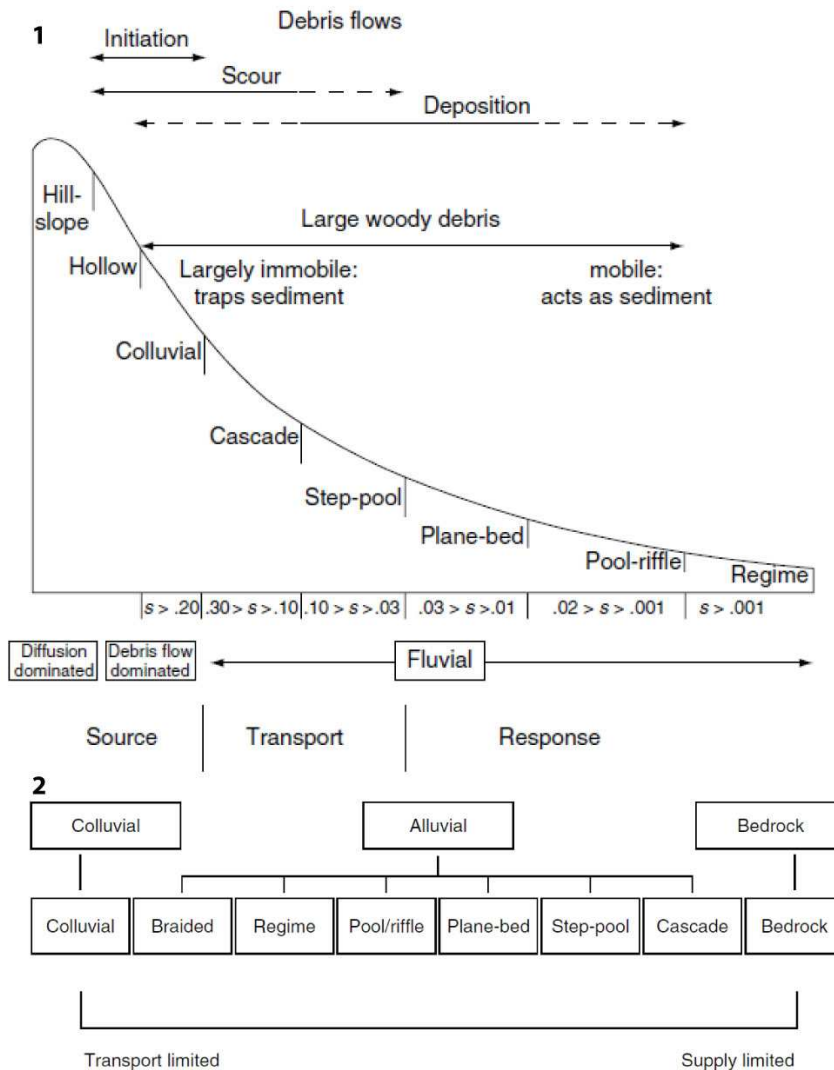 1
Debris flows
Initiation
Scour
Deposition
Hill-
slope
Large woody debris
Hollow
Largely immobile:
traps sediment
mobile:
acts as sediment
Colluvial
Cascade
Step-pool
Plane-bed
Pool-riffle
Regime
s > .20 .30 > s >.10 .10 > s >.03 .03 > s >.01 .02 > s >.001 s >.001
Diffusion
dominated
Debris flow
dominated
Fluvial
Source Transport Response
2
Colluvial Alluvial Bedrock
Colluvial Braided Regime Pool/riffle Plane-bed Step-pool Cascade Bedrock
Transport limited Supply limited